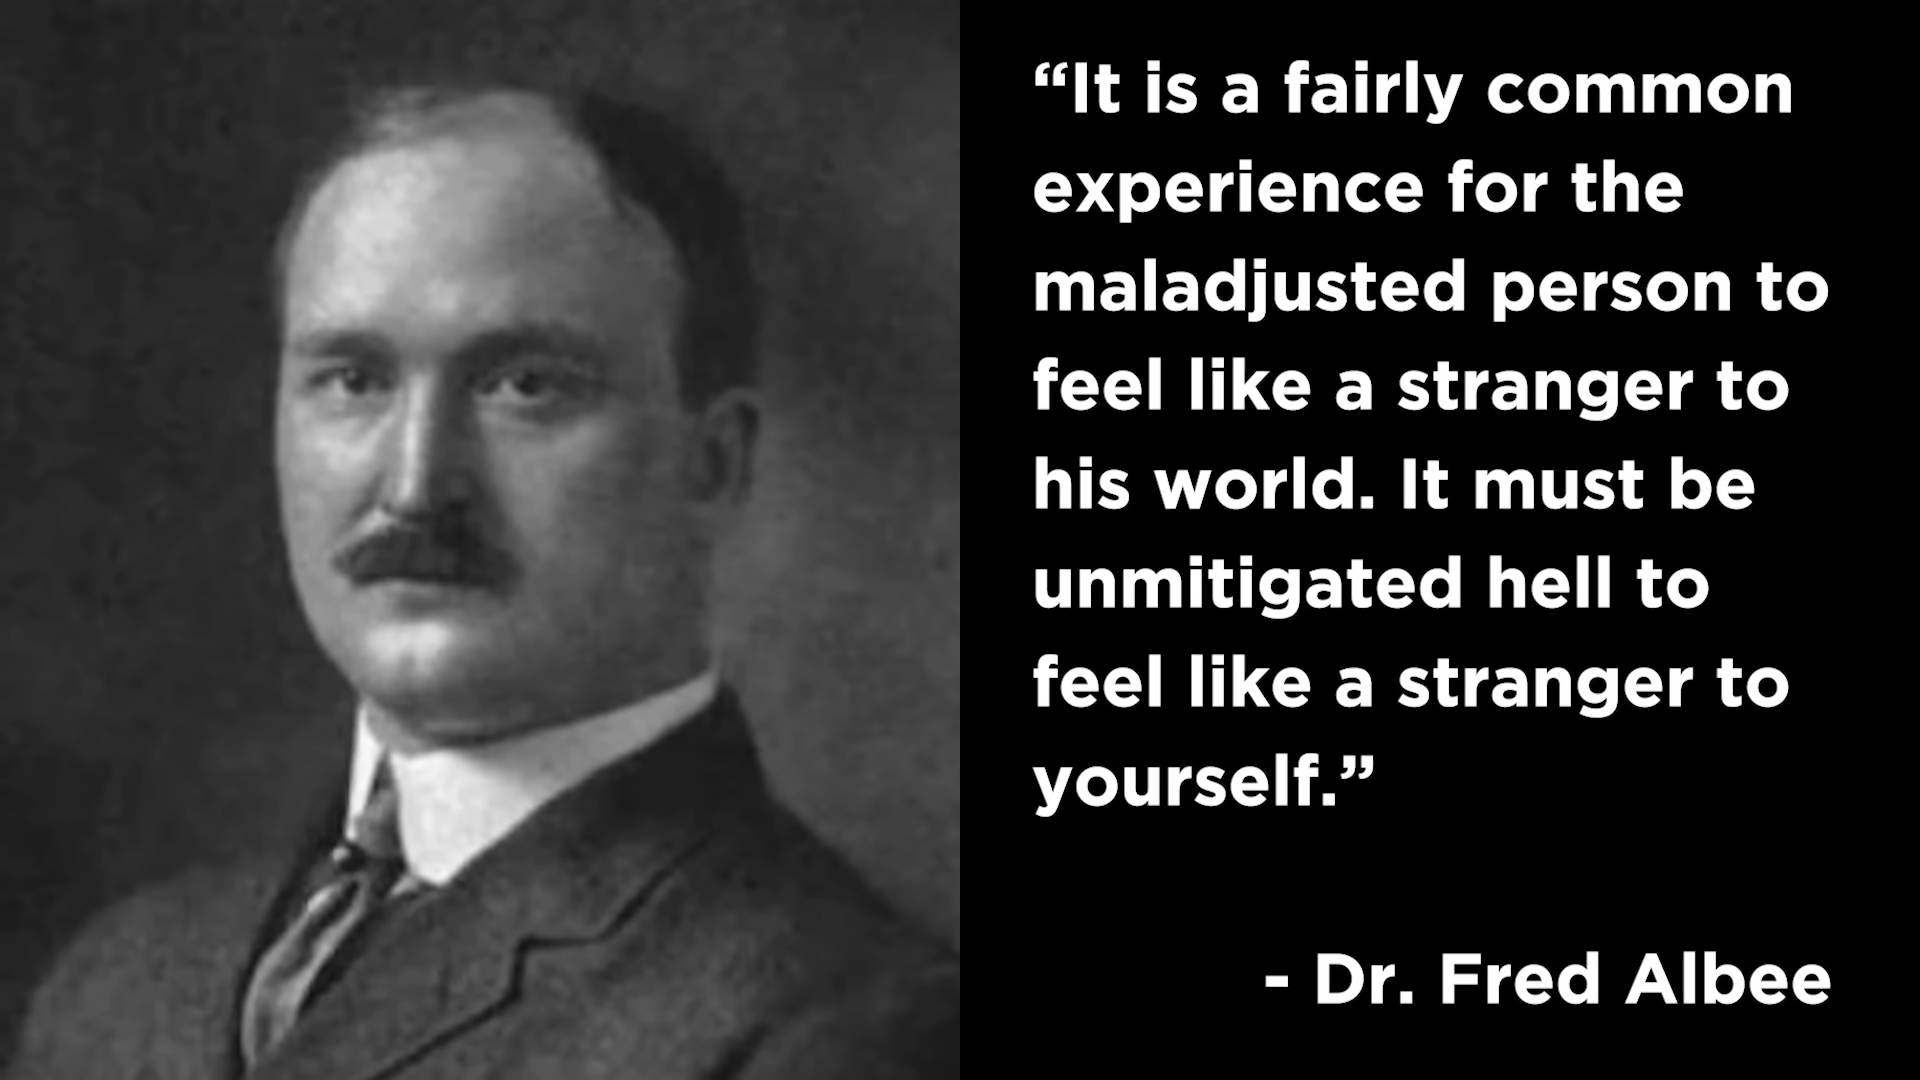 “It is a fairly common
experience for the
maladjusted person to
feel like a stranger to
his world. It must be
unmitigated hell to
feel like a stranger to
yourself.”
- Dr. Fred Albee